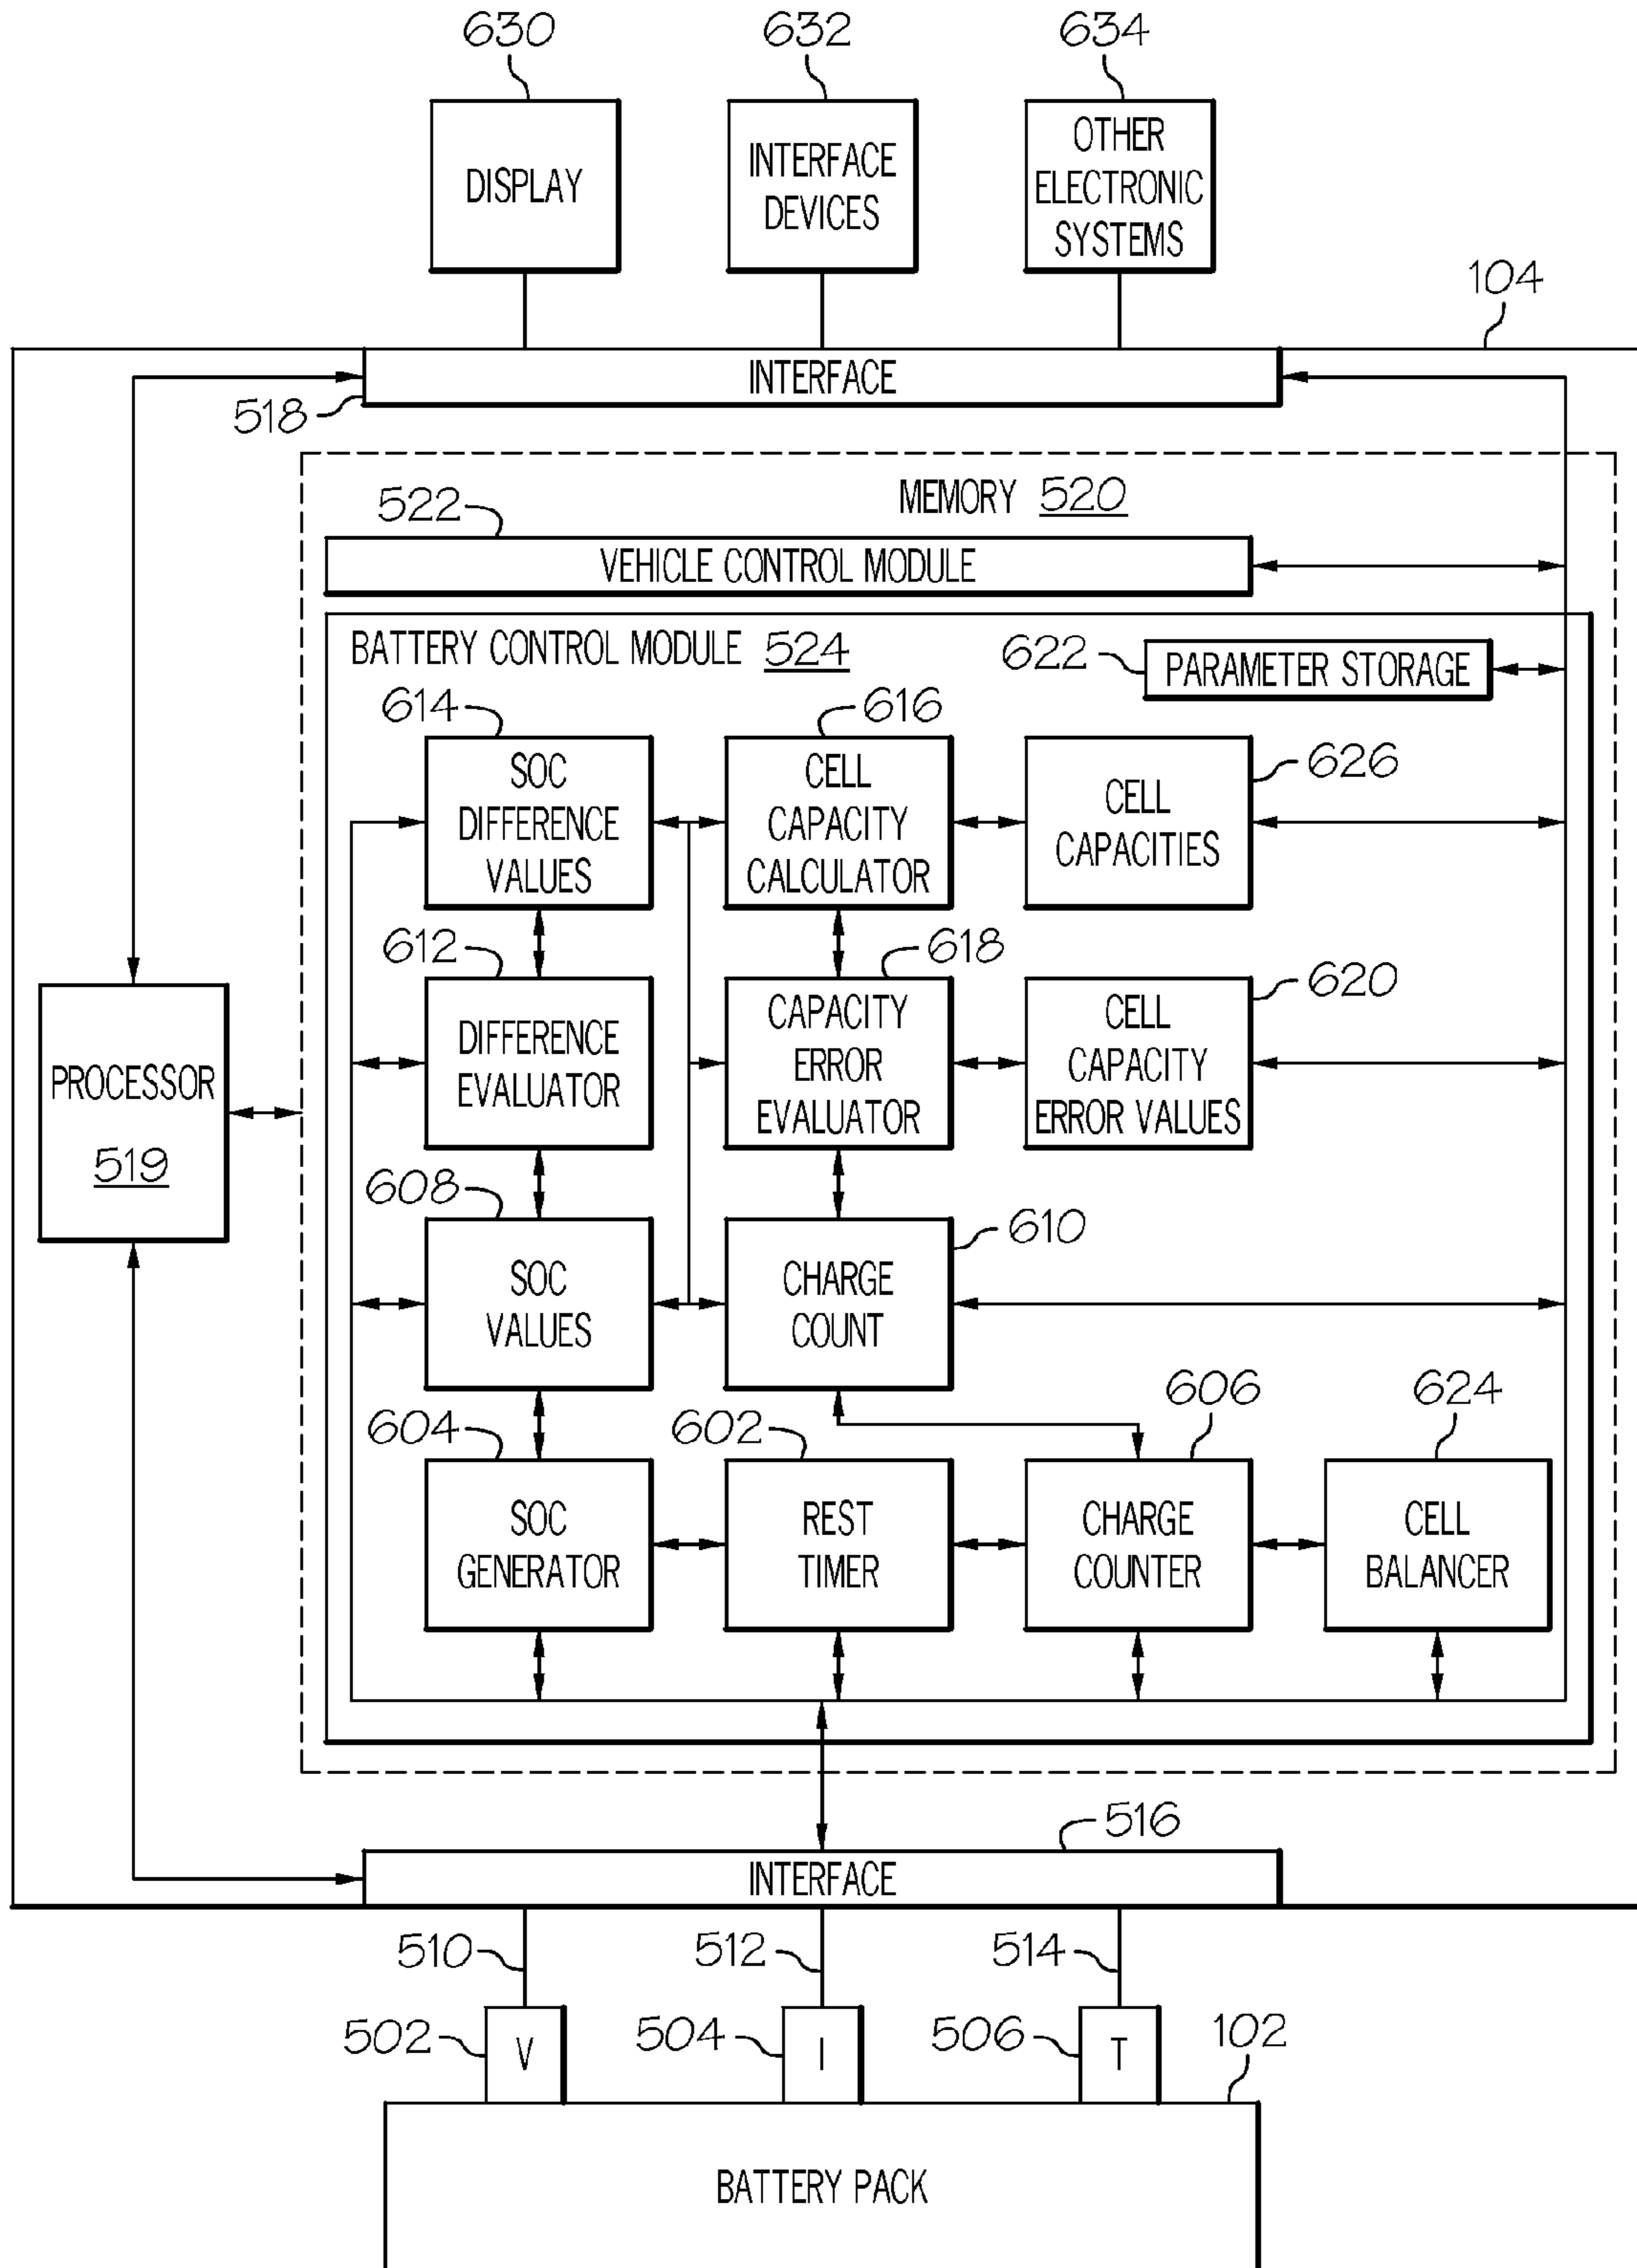 630
632
634
DISPLAY
INTERFACE
DEVICES
OTHER
ELECTRONIC
SYSTEMS
104
INTERFACE
518
MEMORY 520
522
VEHICLE CONTROL MODULE
BATTERY CONTROL MODULE 524
622
PARAMETER STORAGE
614
616
626
SOC
DIFFERENCE
VALUES
CELL
CAPACITY
CALCULATOR
CELL
CAPACITIES
612
618
620
DIFFERENCE
EVALUATOR
CAPACITY
ERROR
EVALUATOR
CELL
CAPACITY
ERROR VALUES
PROCESSOR
519
608
610
SOC
VALUES
CHARGE
COUNT
604
602
606
624
SOC
GENERATOR
REST
TIMER
CHARGE
COUNTER
CELL
BALANCER
516
INTERFACE
510
512
514
502
V
504
I
506
T
102
BATTERY PACK